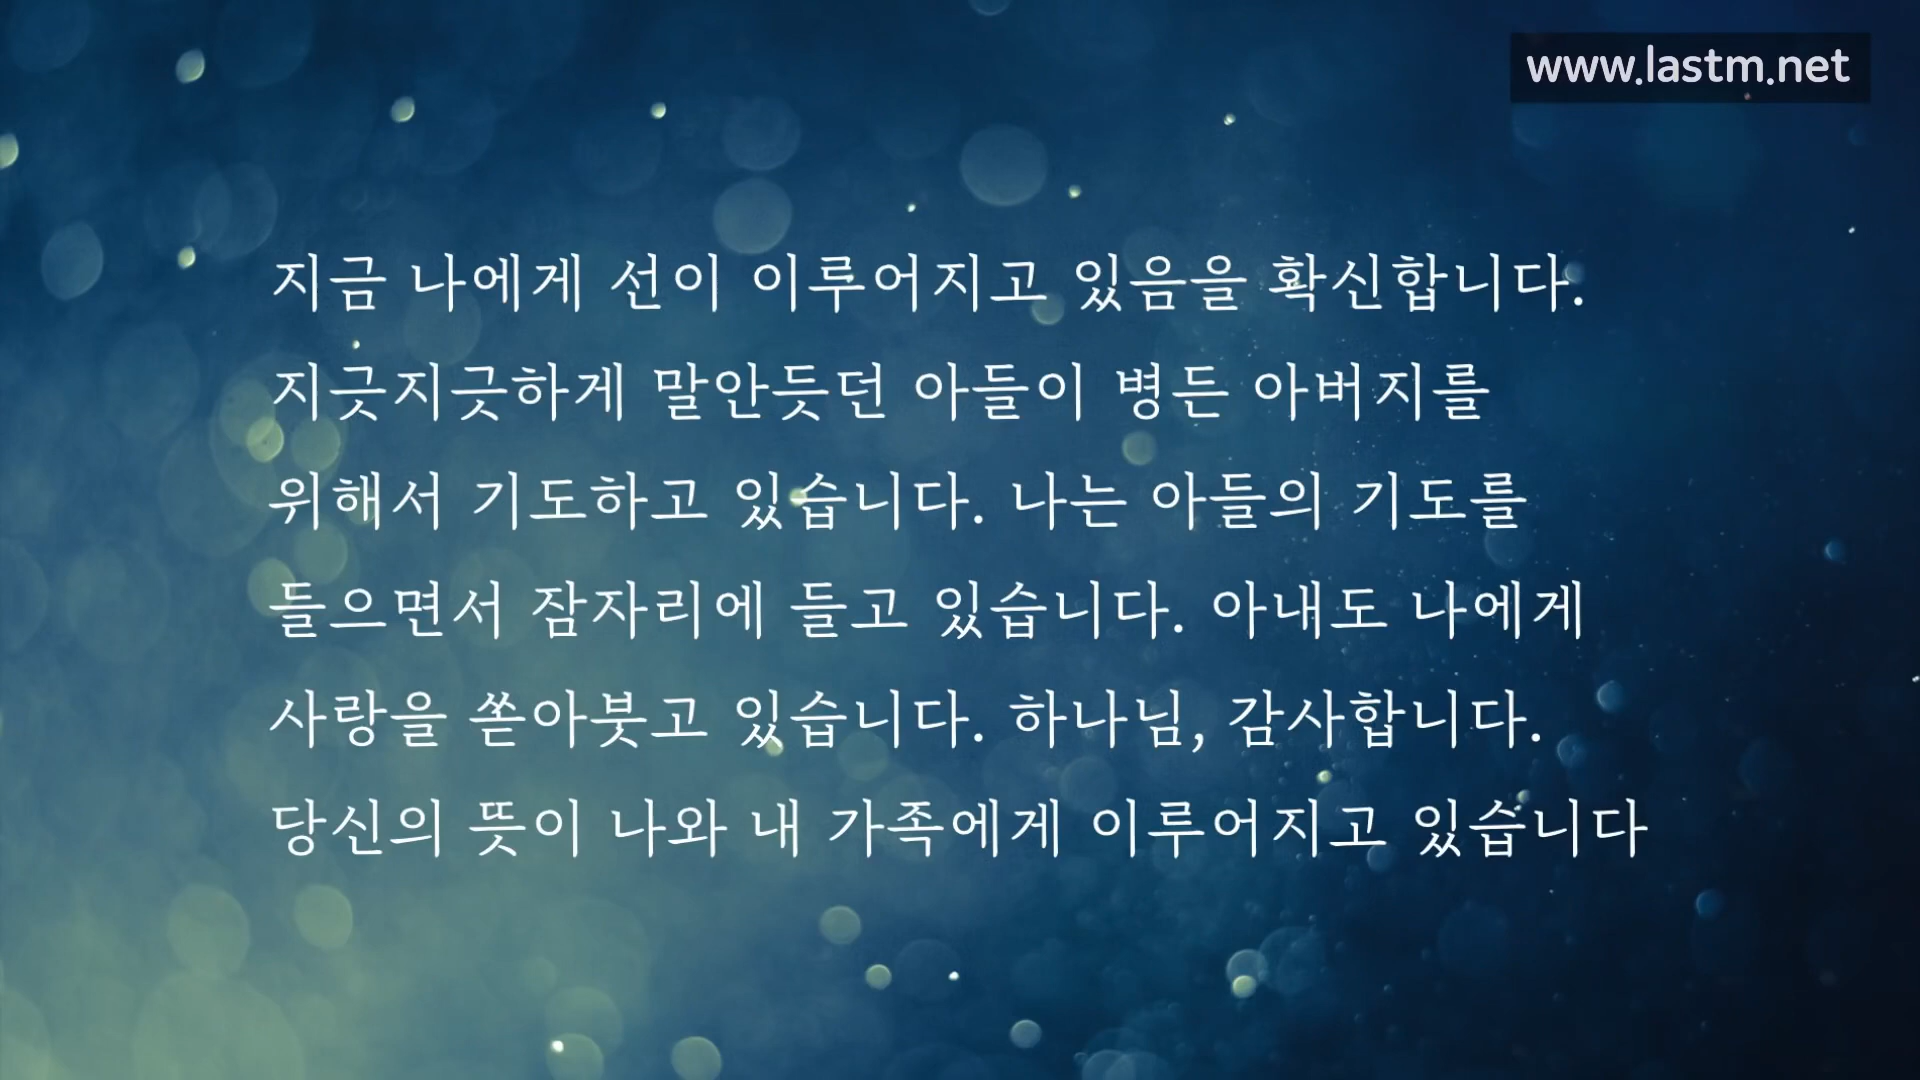 www.lastm.net
지금 나에게 선이 이루어지고 있음을 확신합니다.
지긋지긋하게 말안듯던 아들이 병든 아버지를
위해서 기도하고 있습니다. 나는 아들의 기도를
들으면서 잠자리에 들고 있습니다. 아내도 나에게
사랑을 쏟아붓고 있습니다. 하나님, 감사합니다.
당신의 뜻이 나와 내 가족에게 이루어지고 있습니다